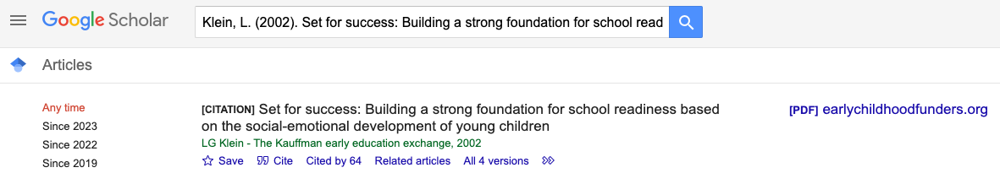 Google Scholar
Klein, L. (2002). Set for success: Building a strong foundation for school read
Articles
Any time
Since 2023
Since 2022
Since 2019
[CITATION] Set for success: Building a strong foundation for school readiness based
on the social-emotional development of young children
LG Klein - The Kauffman early education exchange, 2002
Save Cite Cited by 64 Related articles All 4 versions
[PDF] earlychildhoodfunders.org